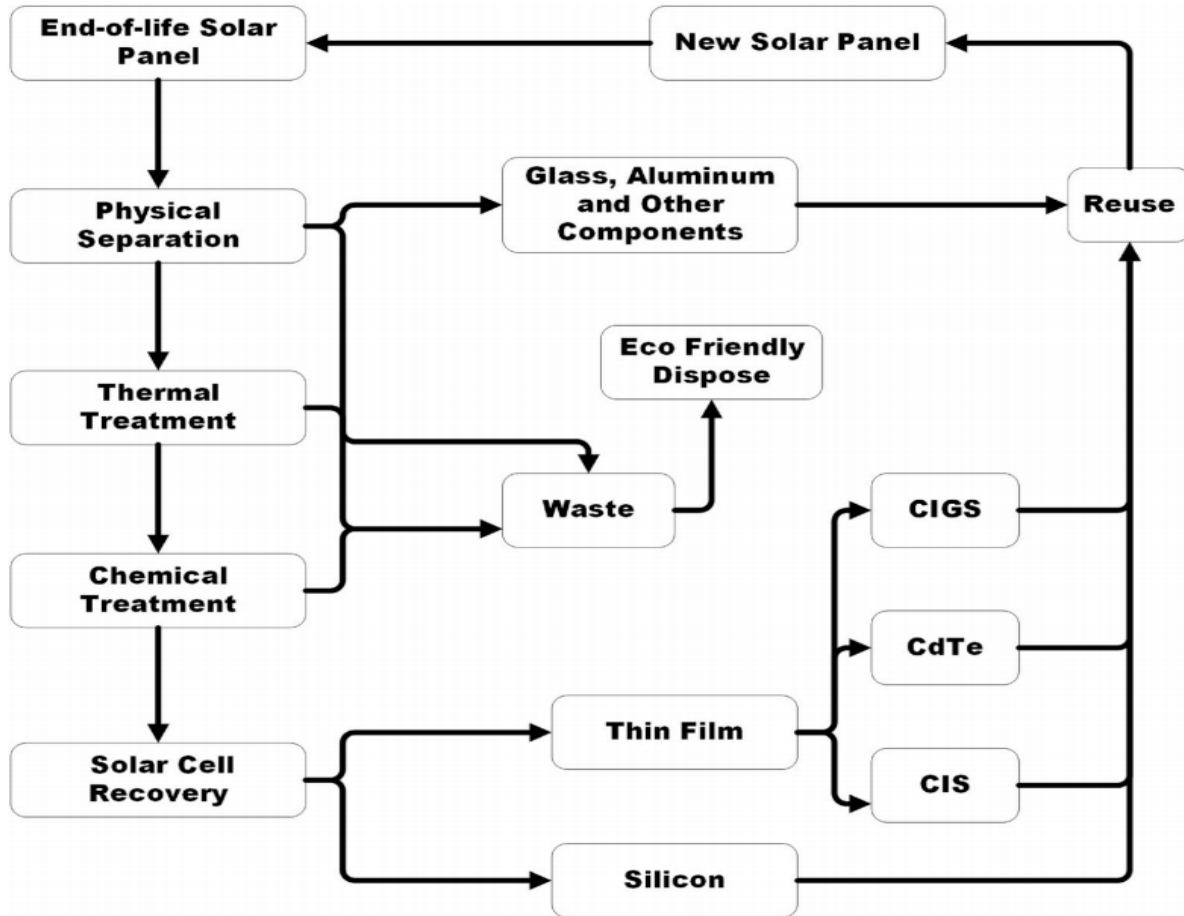 End-of-life Solar
Panel
New Solar Panel
Physical
Separation
Glass, Aluminum
and Other
Components
Reuse
Thermal
Treatment
Eco Friendly
Dispose
Waste
CIGS
Chemical
Treatment
CdTe
Thin Film
Solar Cell
Recovery
CIS
Silicon